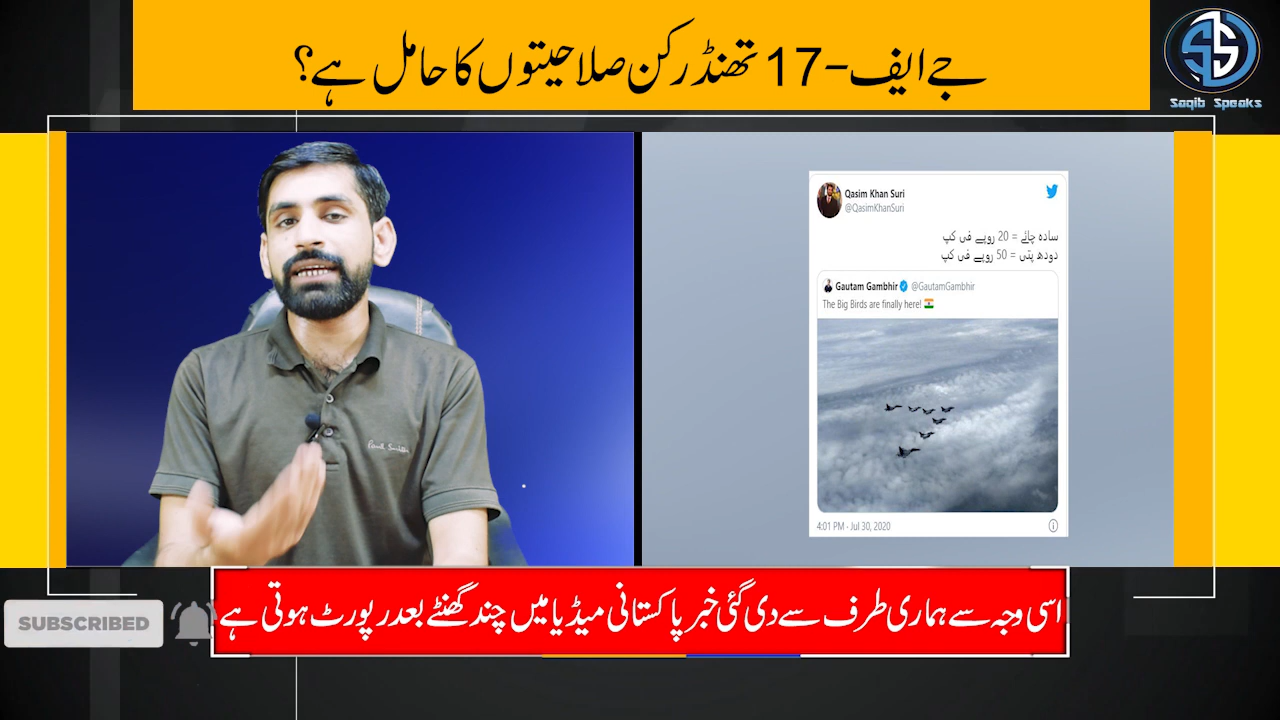 جے ایف-17 تھنڈر کن صلاحیتوں کا حامل ہے؟
Saqib Speaks
Qasim Khan Suri
@QasimKhanSuri
سادہ چائے = 20 روپے فی کپ
دودھ پتی = 50 روپے فی کپ
Gautam Gambhir @GautamGambhir
The Big Birds are finally here! 🇮🇳
4:01 PM - Jul 30, 2020
Paul Smith
SUBSCRIBED
اسی وجہ سے ہماری طرف سے دی گئی خبر پاکستانی میڈیا میں چند گھنٹے بعد رپورٹ ہوتی ہے